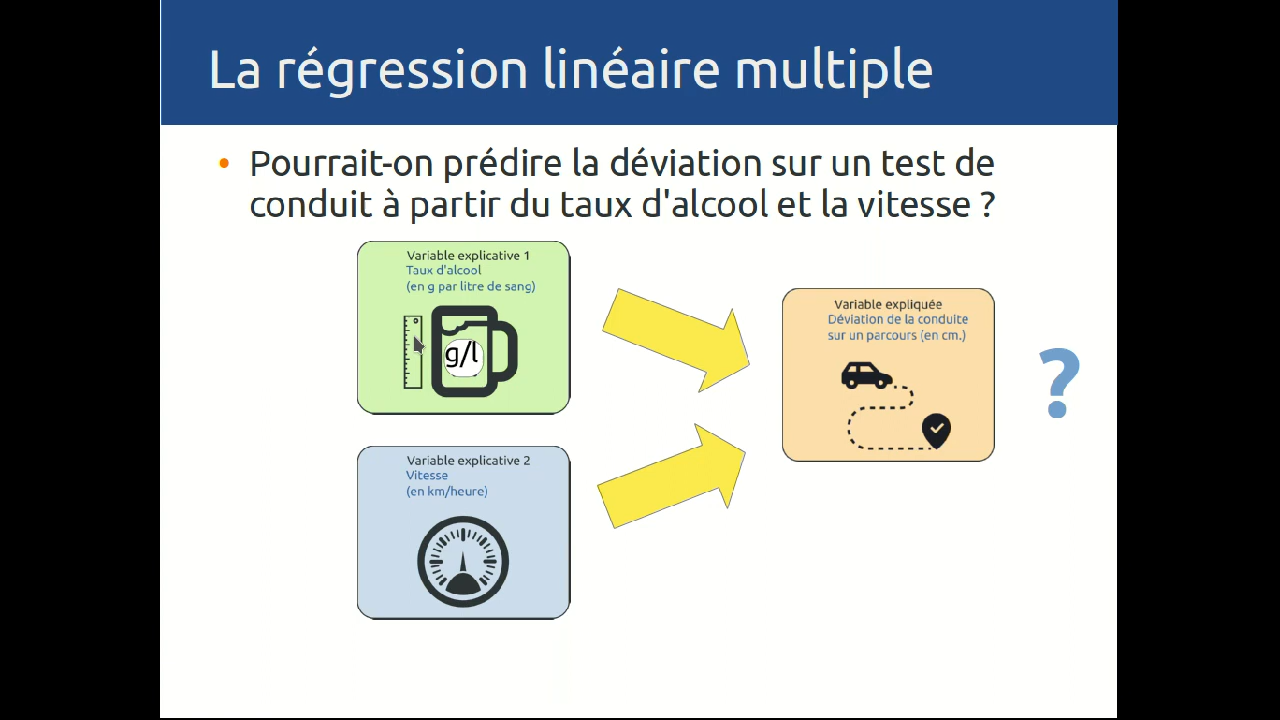 La régression linéaire multiple
• Pourrait-on prédire la déviation sur un test de
conduit à partir du taux d'alcool et la vitesse ?
Variable explicative 1
Taux d'alcool
(en g par litre de sang)
g/l
Variable expliquée
Déviation de la conduite
sur un parcours (en cm.)
?
Variable explicative 2
Vitesse
(en km/heure)